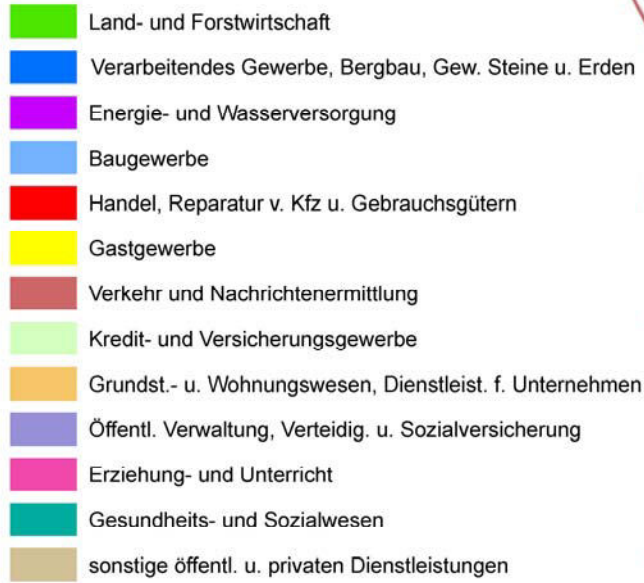 Land- und Forstwirtschaft
Verarbeitendes Gewerbe, Bergbau, Gew. Steine u. Erden
Energie- und Wasserversorgung
Baugewerbe
Handel, Reparatur v. Kfz u. Gebrauchsgütern
Gastgewerbe
Verkehr und Nachrichtenermittlung
Kredit- und Versicherungsgewerbe
Grundst.- u. Wohnungswesen, Dienstleist. f. Unternehmen
Öffentl. Verwaltung, Verteidig. u. Sozialversicherung
Erziehung- und Unterricht
Gesundheits- und Sozialwesen
sonstige öffentl. u. privaten Dienstleistungen